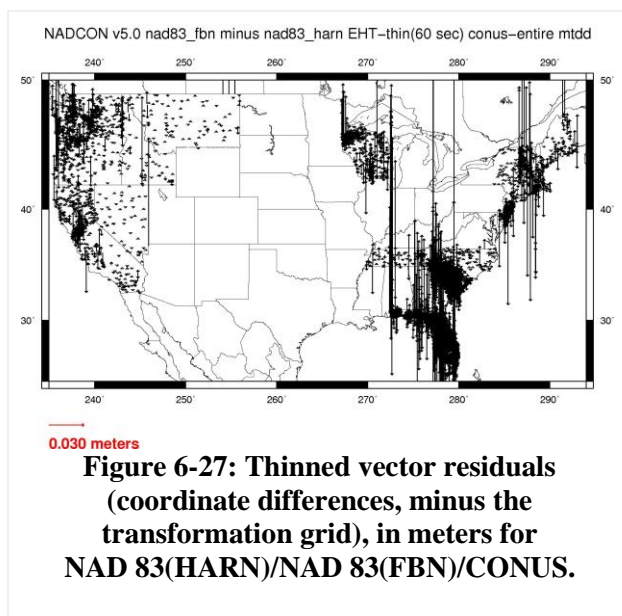 NADCON v5.0 nad83_fbn minus nad83_harn EHT−thin(60 sec) conus−entire mtdd
240˚ 250˚ 260˚ 270˚ 280˚ 290˚
50˚ 50˚
40˚ 40˚
30˚ 30˚
240˚ 250˚ 260˚ 270˚ 280˚ 290˚
0.030 meters
Figure 6-27: Thinned vector residuals
(coordinate differences, minus the
transformation grid), in meters for
NAD 83(HARN)/NAD 83(FBN)/CONUS.